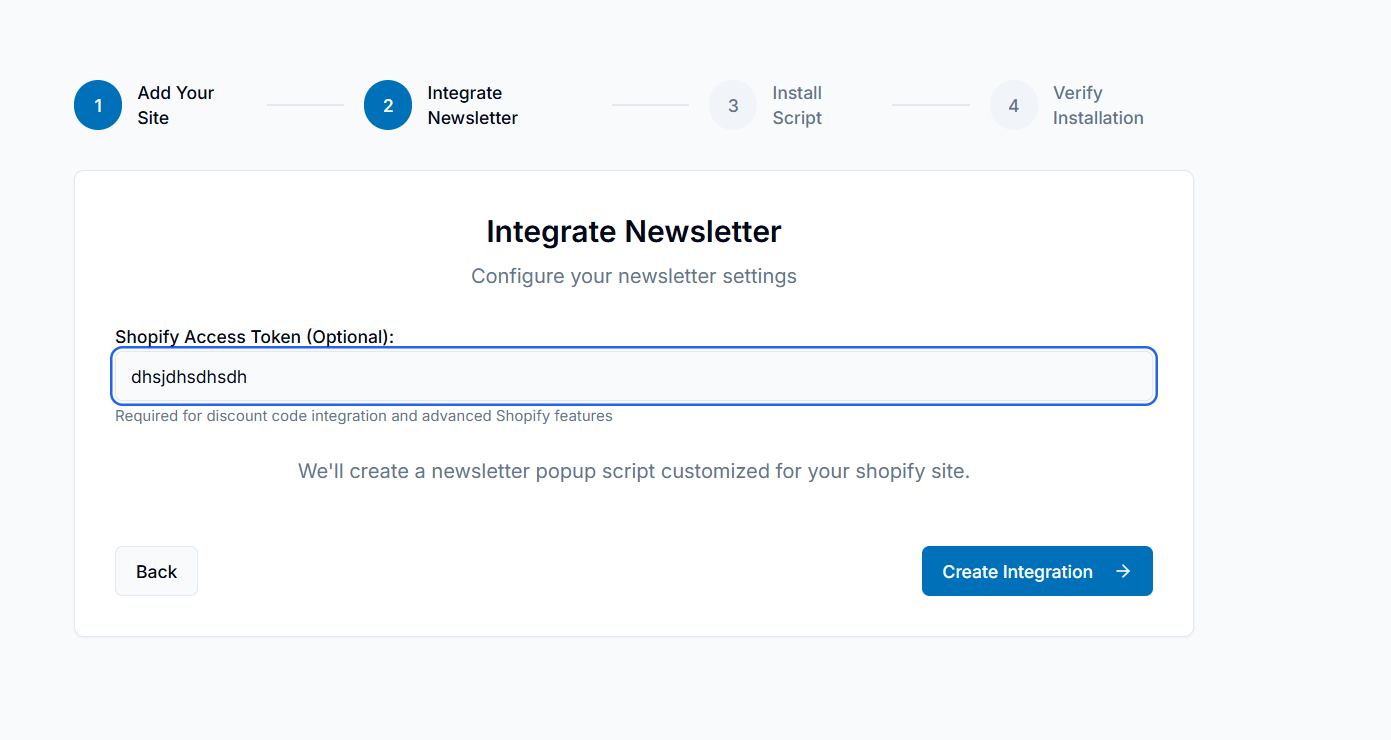 1
Add Your
Site
2
Integrate
Newsletter
3
Install
Script
4
Verify
Installation
Integrate Newsletter
Configure your newsletter settings
Shopify Access Token (Optional):
dhsjdhsdhsdh
Required for discount code integration and advanced Shopify features
We'll create a newsletter popup script customized for your shopify site.
Back
Create Integration →